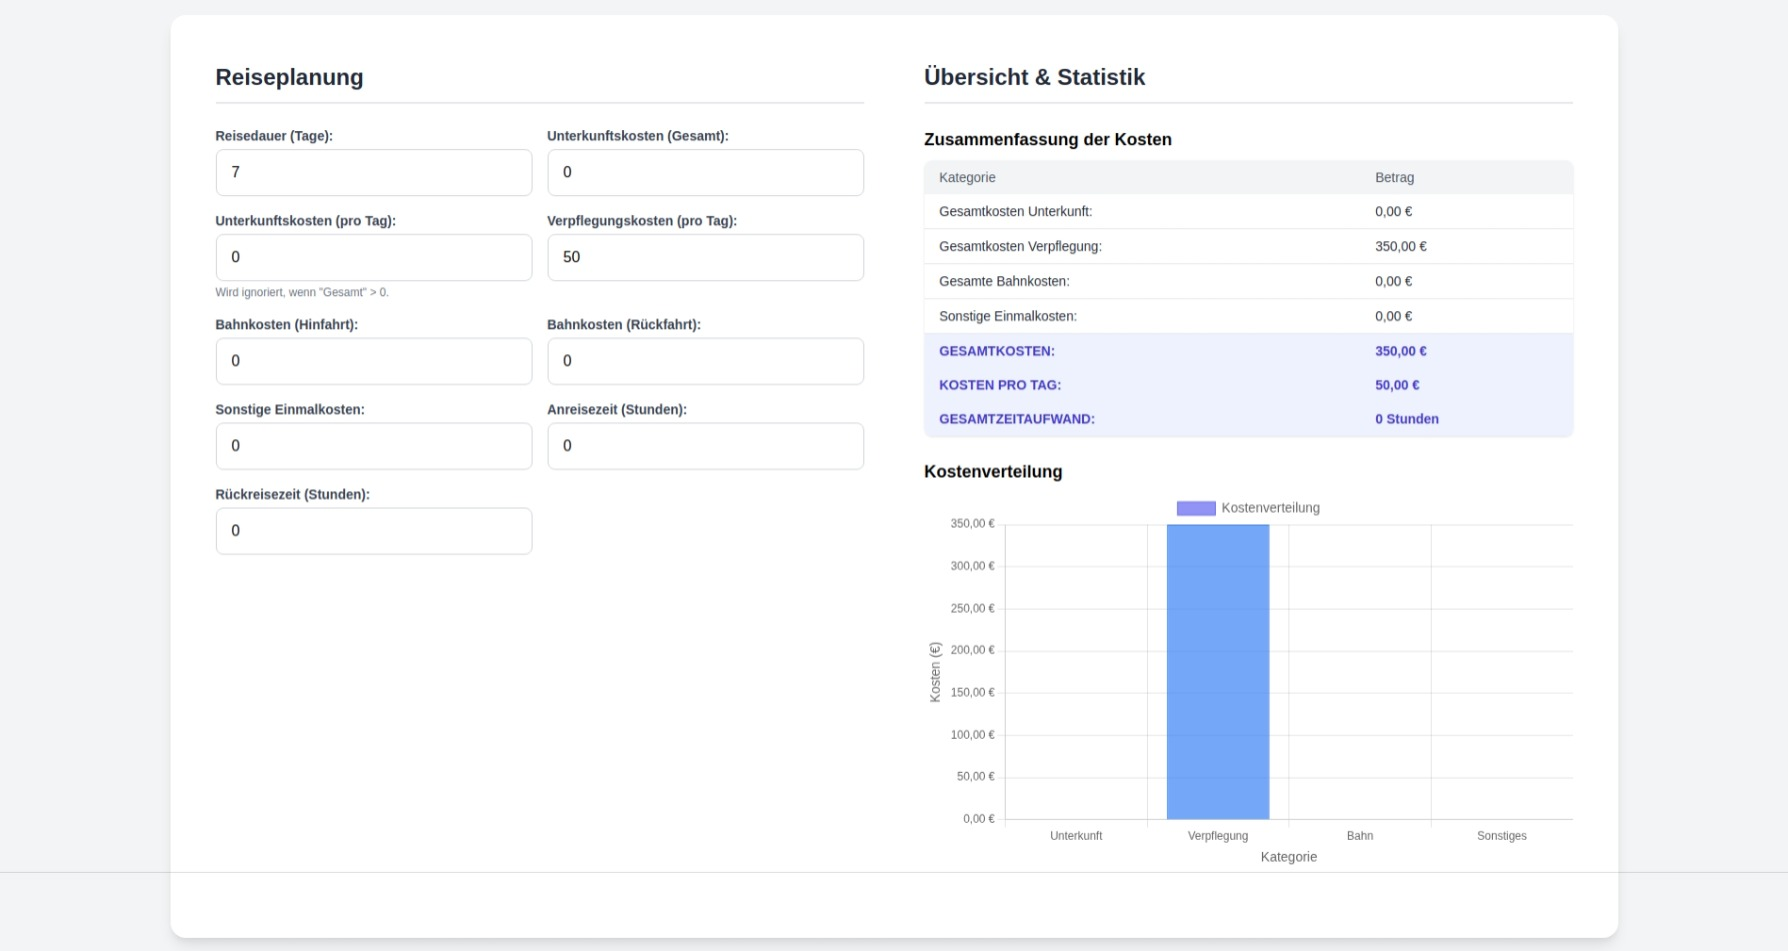 Reiseplanung
Reisedauer (Tage):
7
Unterkunftskosten (Gesamt):
0
Unterkunftskosten (pro Tag):
0
Wird ignoriert, wenn "Gesamt" > 0.
Verpflegungskosten (pro Tag):
50
Bahnkosten (Hinfahrt):
0
Bahnkosten (Rückfahrt):
0
Sonstige Einmalkosten:
0
Anreisezeit (Stunden):
0
Rückreisezeit (Stunden):
0
Übersicht & Statistik
Zusammenfassung der Kosten
Kategorie Betrag
Gesamtkosten Unterkunft: 0,00 €
Gesamtkosten Verpflegung: 350,00 €
Gesamte Bahnkosten: 0,00 €
Sonstige Einmalkosten: 0,00 €
GESAMTKOSTEN: 350,00 €
KOSTEN PRO TAG: 50,00 €
GESAMTZEITAUFWAND: 0 Stunden
Kostenverteilung
Kostenverteilung
350,00 €
300,00 €
250,00 €
200,00 €
150,00 €
100,00 €
50,00 €
0,00 €
Kosten (€)
Unterkunft Verpflegung Bahn Sonstiges
Kategorie